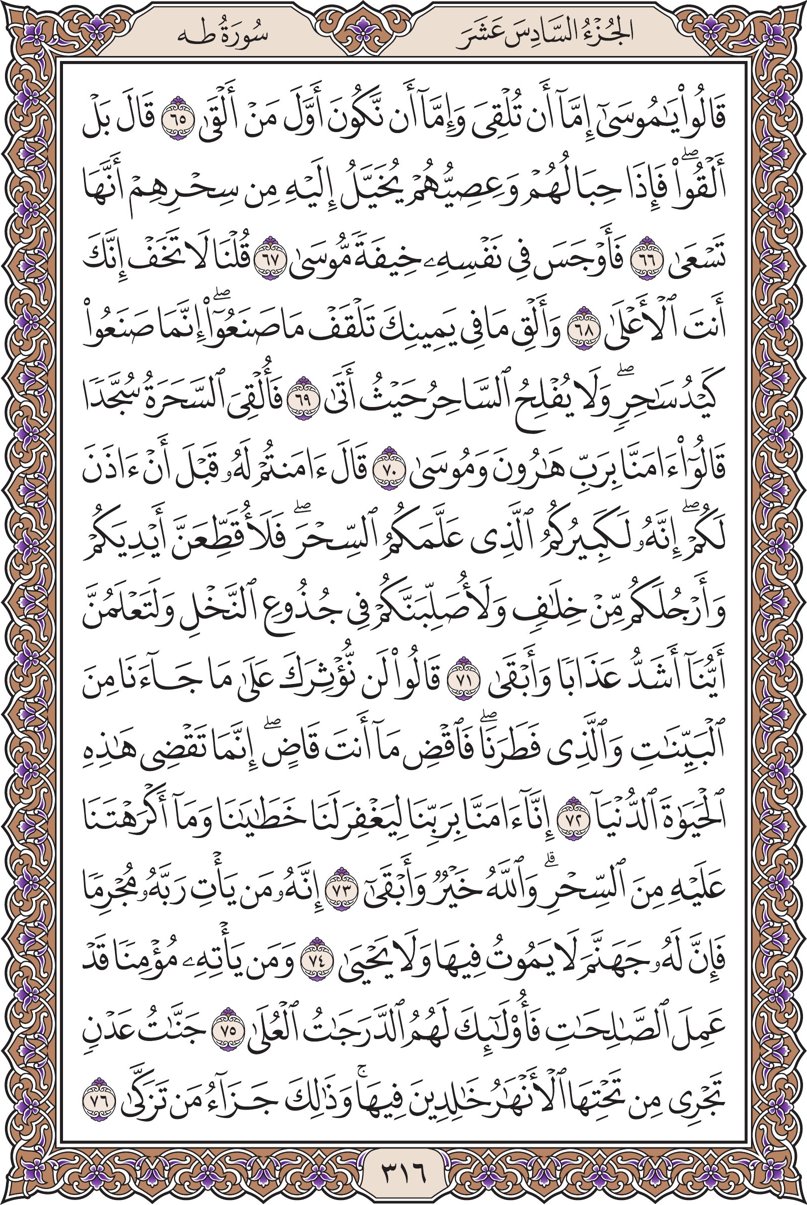 الجُزْءُ السَّادِسَ عَشَرَ
سُورَةُ طه
قَالُواْ يَٰمُوسَىٰٓ إِمَّآ أَن تُلْقِىَ وَإِمَّآ أَن نَّكُونَ أَوَّلَ مَنْ أَلْقَىٰ ٦٥ قَالَ بَلْ
أَلْقُواْۖ فَإِذَا حِبَالُهُمْ وَعِصِيُّهُمْ يُخَيَّلُ إِلَيْهِ مِن سِحْرِهِمْ أَنَّهَا
تَسْعَىٰ ٦٦ فَأَوْجَسَ فِى نَفْسِهِۦ خِيفَةً مُّوسَىٰ ٦٧ قُلْنَا لَا تَخَفْ إِنَّكَ
أَنتَ ٱلْأَعْلَىٰ ٦٨ وَأَلْقِ مَا فِى يَمِينِكَ تَلْقَفْ مَا صَنَعُوٓاْۖ إِنَّمَا صَنَعُواْ
كَيْدُ سَٰحِرٍۖ وَلَا يُفْلِحُ ٱلسَّاحِرُ حَيْثُ أَتَىٰ ٦٩ فَأُلْقِىَ ٱلسَّحَرَةُ سُجَّدًا
قَالُوٓاْ ءَامَنَّا بِرَبِّ هَٰرُونَ وَمُوسَىٰ ٧٠ قَالَ ءَامَنتُمْ لَهُۥ قَبْلَ أَنْ ءَاذَنَ
لَكُمْۖ إِنَّهُۥ لَكَبِيرُكُمُ ٱلَّذِى عَلَّمَكُمُ ٱلسِّحْرَۖ فَلَأُقَطِّعَنَّ أَيْدِيَكُمْ
وَأَرْجُلَكُم مِّنْ خِلَٰفٍ وَلَأُصَلِّبَنَّكُمْ فِى جُذُوعِ ٱلنَّخْلِ وَلَتَعْلَمُنَّ
أَيُّنَآ أَشَدُّ عَذَابًا وَأَبْقَىٰ ٧١ قَالُواْ لَن نُّؤْثِرَكَ عَلَىٰ مَا جَآءَنَا مِنَ
ٱلْبَيِّنَٰتِ وَٱلَّذِى فَطَرَنَاۖ فَٱقْضِ مَآ أَنتَ قَاضٍۖ إِنَّمَا تَقْضِى هَٰذِهِ
ٱلْحَيَوٰةَ ٱلدُّنْيَآ ٧٢ إِنَّآ ءَامَنَّا بِرَبِّنَا لِيَغْفِرَ لَنَا خَطَٰيَٰنَا وَمَآ أَكْرَهْتَنَا
عَلَيْهِ مِنَ ٱلسِّحْرِۗ وَٱللَّهُ خَيْرٌ وَأَبْقَىٰٓ ٧٣ إِنَّهُۥ مَن يَأْتِ رَبَّهُۥ مُجْرِمًا
فَإِنَّ لَهُۥ جَهَنَّمَ لَا يَمُوتُ فِيهَا وَلَا يَحْيَىٰ ٧٤ وَمَن يَأْتِهِۦ مُؤْمِنًا قَدْ
عَمِلَ ٱلصَّٰلِحَٰتِ فَأُوْلَٰٓئِكَ لَهُمُ ٱلدَّرَجَٰتُ ٱلْعُلَىٰ ٧٥ جَنَّٰتُ عَدْنٍ
تَجْرِى مِن تَحْتِهَا ٱلْأَنْهَٰرُ خَٰلِدِينَ فِيهَاۚ وَذَٰلِكَ جَزَآءُ مَن تَزَكَّىٰ ٧٦
٣١٦